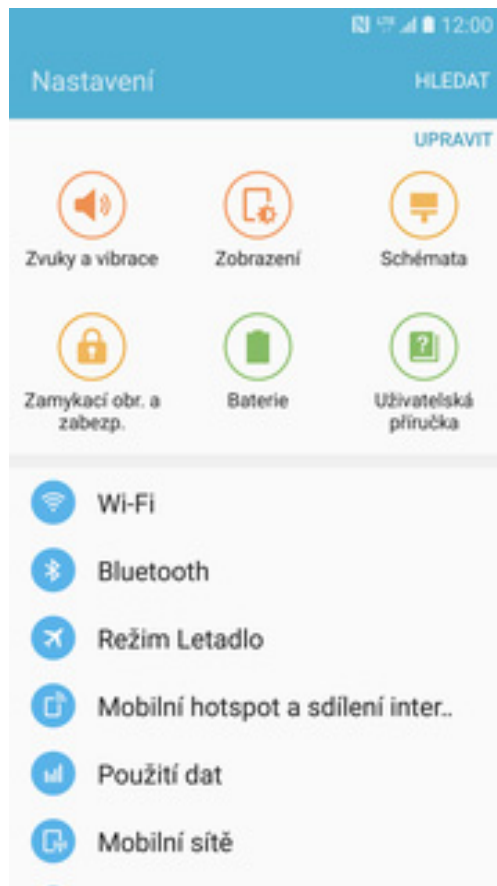 12:00
Nastavení HLEDAT
UPRAVIT
Zvuky a vibrace Zobrazení Schémata
Zamykací obr. a Baterie Uživatelská
zabezp. příručka
Wi-Fi
Bluetooth
Režim Letadlo
Mobilní hotspot a sdílení inter..
Použití dat
Mobilní sítě